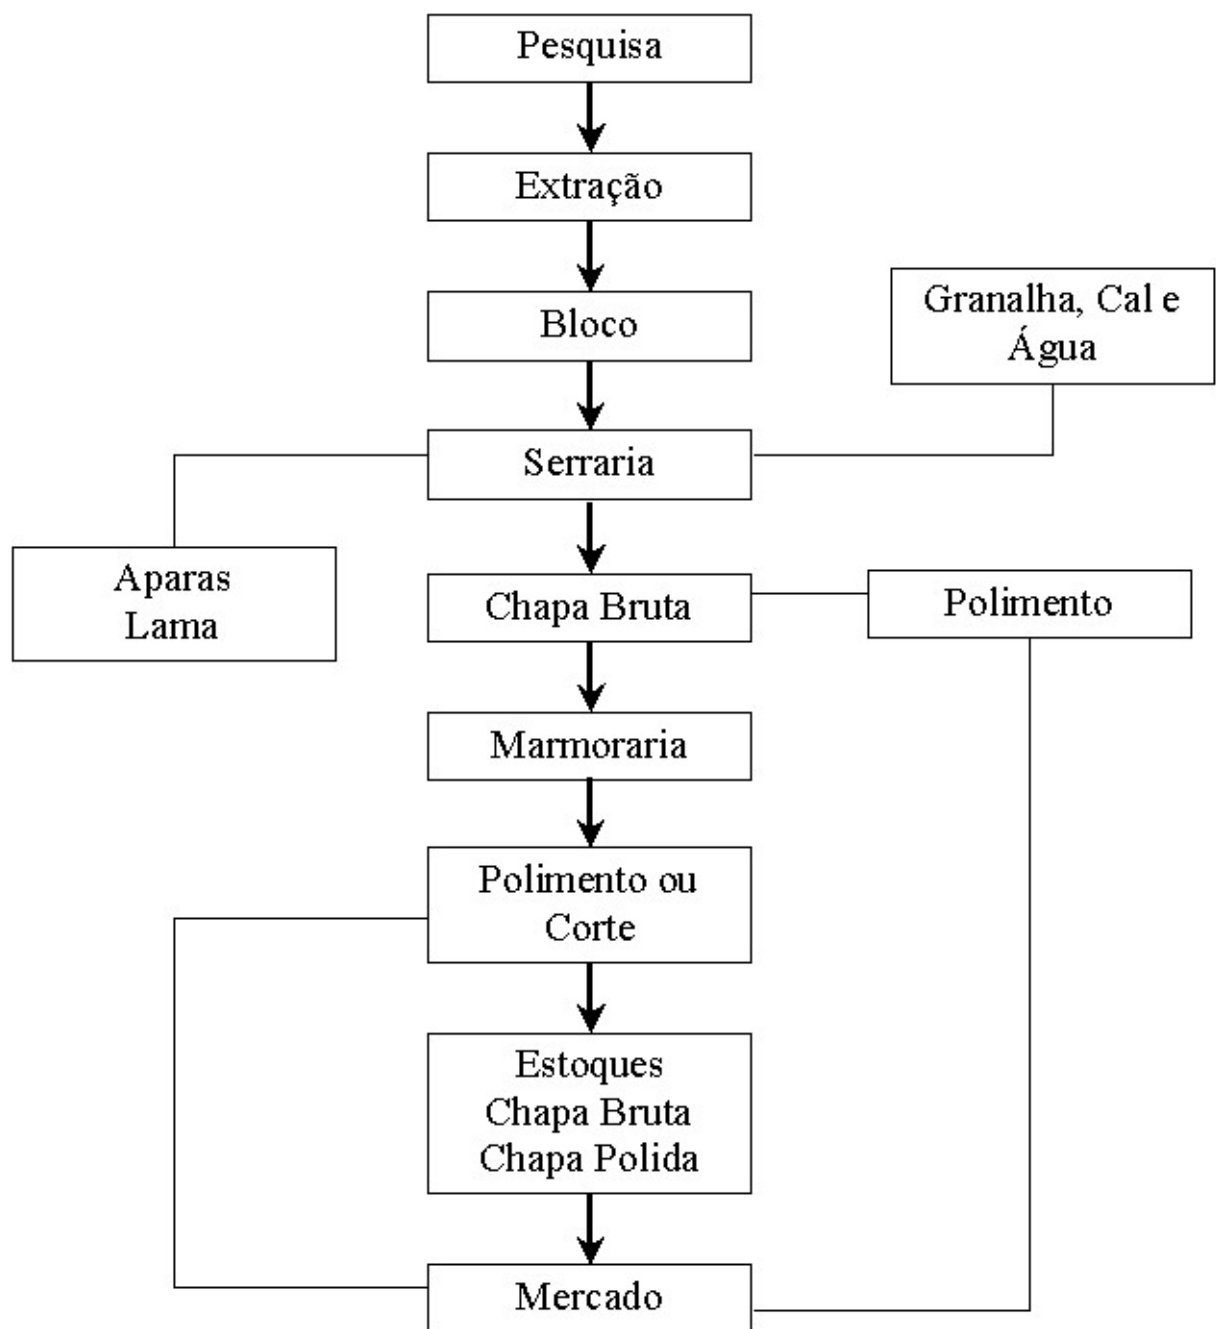 Pesquisa
Extração
Bloco
Granalha, Cal e
Água
Serraria
Aparas
Lama
Chapa Bruta
Polimento
Marmoraria
Polimento ou
Corte
Estoques
Chapa Bruta
Chapa Polida
Mercado